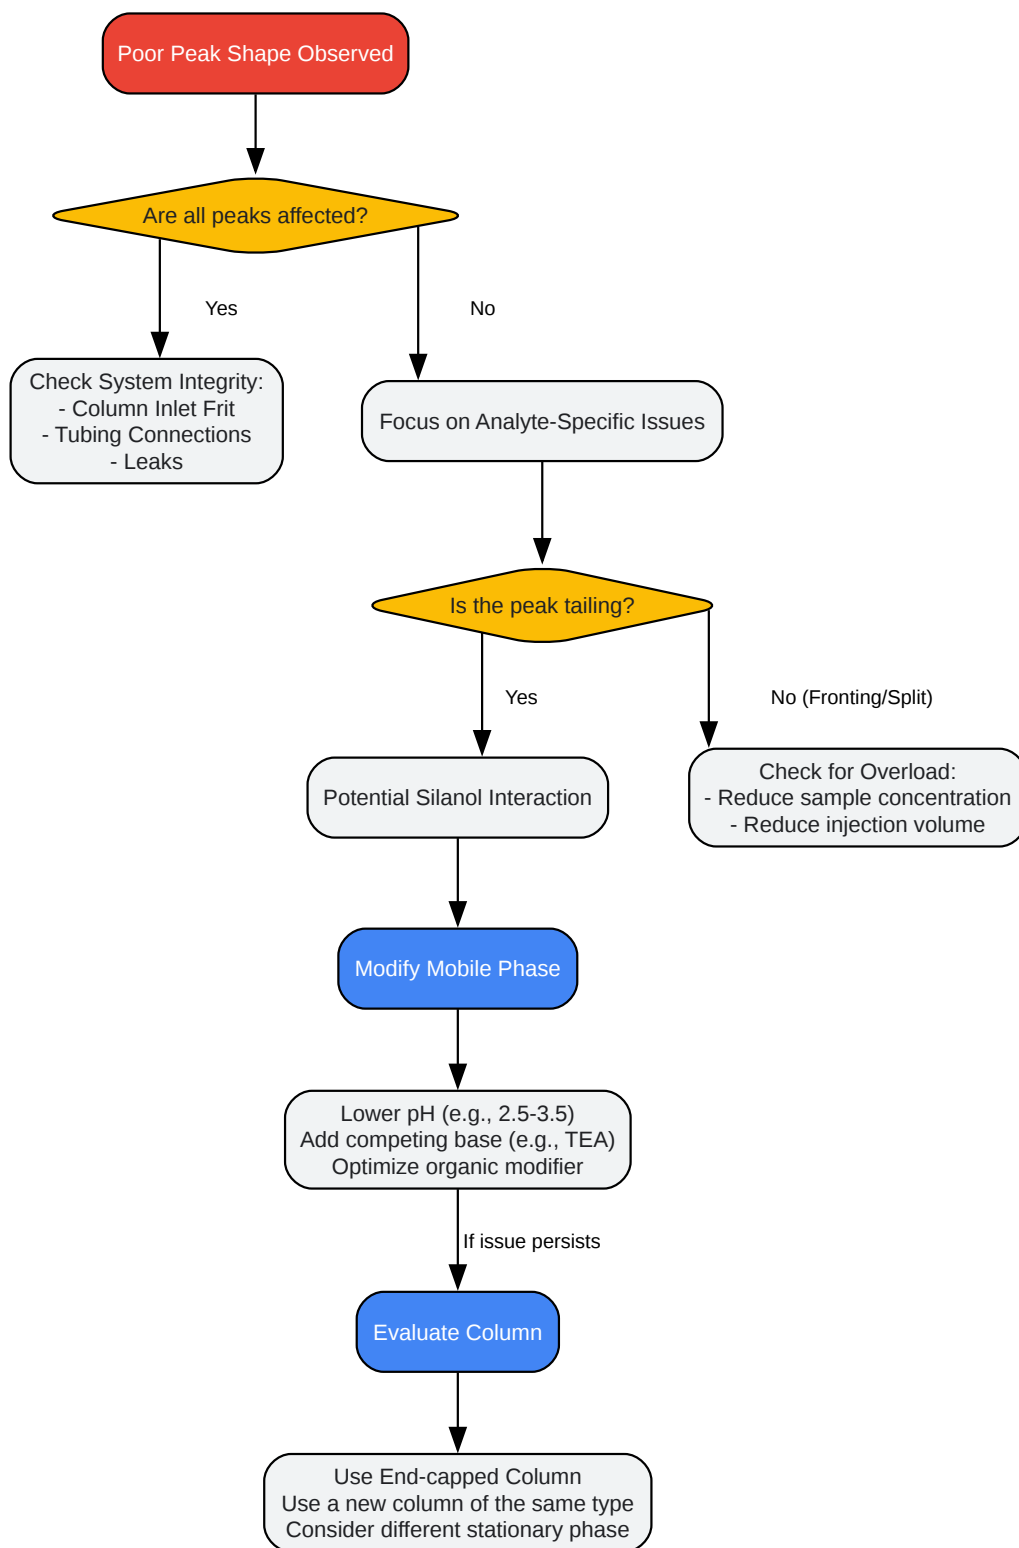 Poor Peak Shape Observed
Are all peaks affected?
Yes
No
Check System Integrity:
- Column Inlet Frit
- Tubing Connections
- Leaks
Focus on Analyte-Specific Issues
Is the peak tailing?
Yes
No (Fronting/Split)
Potential Silanol Interaction
Check for Overload:
- Reduce sample concentration
- Reduce injection volume
Modify Mobile Phase
Lower pH (e.g., 2.5-3.5)
Add competing base (e.g., TEA)
Optimize organic modifier
If issue persists
Evaluate Column
Use End-capped Column
Use a new column of the same type
Consider different stationary phase